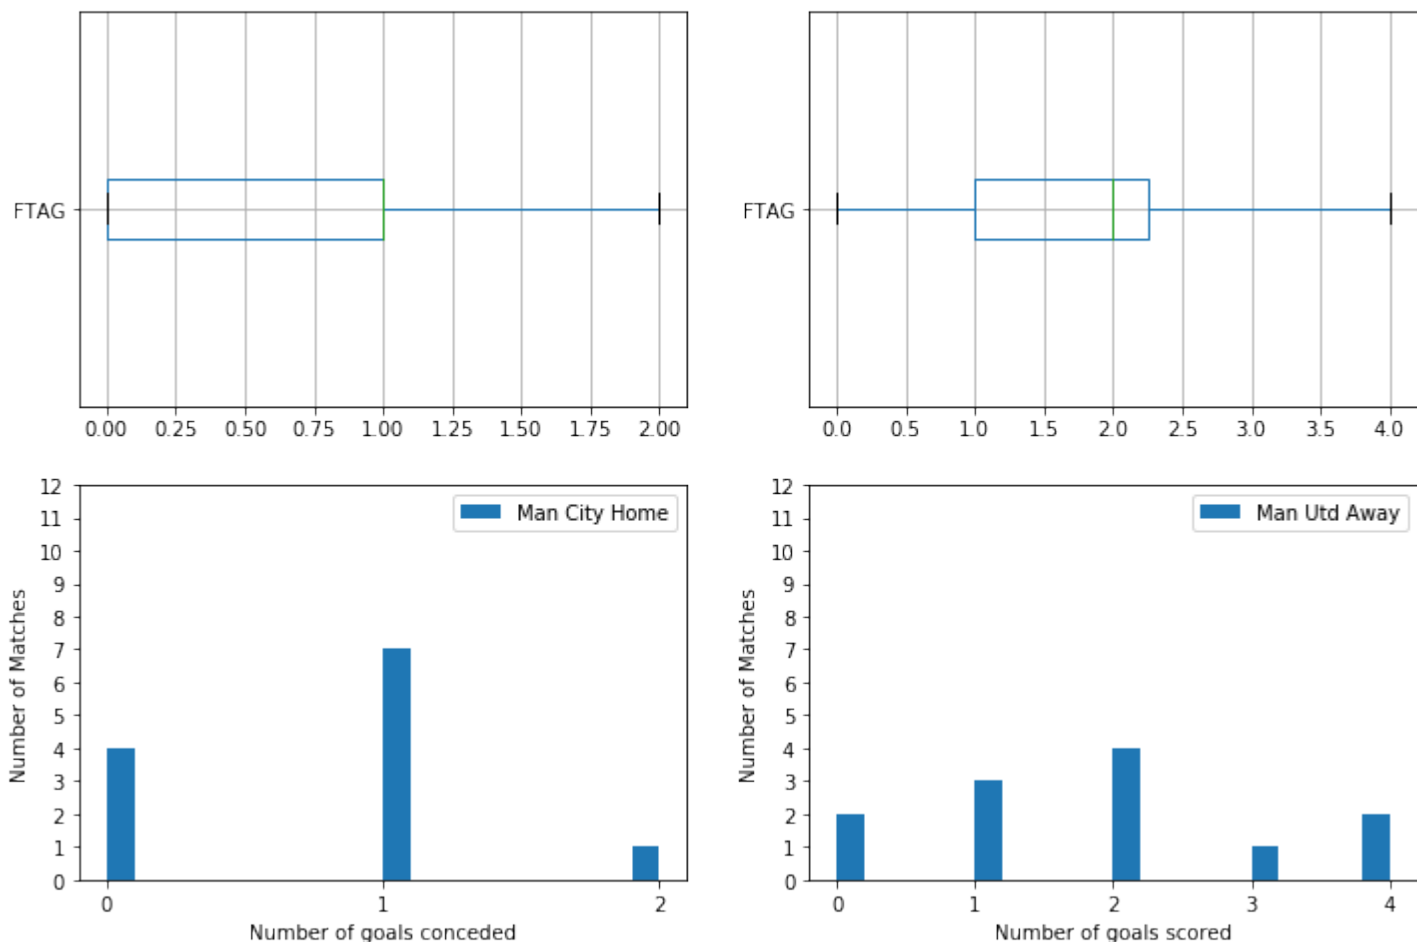 FTAG
0.00 0.25 0.50 0.75 1.00 1.25 1.50 1.75 2.00
FTAG
0.0 0.5 1.0 1.5 2.0 2.5 3.0 3.5 4.0
12
11
10
9
8
7
6
5
4
3
2
1
0
Number of Matches
Man City Home
0 1 2
Number of goals conceded
12
11
10
9
8
7
6
5
4
3
2
1
0
Number of Matches
Man Utd Away
0 1 2 3 4
Number of goals scored